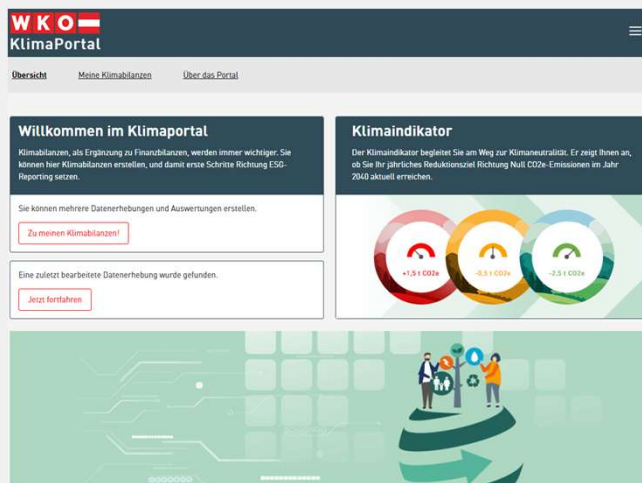 WKO
KlimaPortal
Übersicht Meine Klimabilanzen Über das Portal
Willkommen im Klimaportal
Klimabilanzen, als Ergänzung zu Finanzbilanzen, werden immer wichtiger. Sie
können hier Klimabilanzen erstellen, und damit erste Schritte Richtung ESG-
Reporting setzen.
Sie können mehrere Datenerhebungen und Auswertungen erstellen.
Zu meinen Klimabilanzen!
Eine zuletzt bearbeitete Datenerhebung wurde gefunden.
Jetzt fortfahren
Klimaindikator
Der Klimaindikator begleitet Sie am Weg zur Klimaneutralität. Er zeigt Ihnen an,
ob Sie Ihr jährliches Reduktionsziel Richtung Null CO2e-Emissionen im Jahr
2040 aktuell erreichen.
+1,5 t CO2e -0,5 t CO2e -2,5 t CO2e